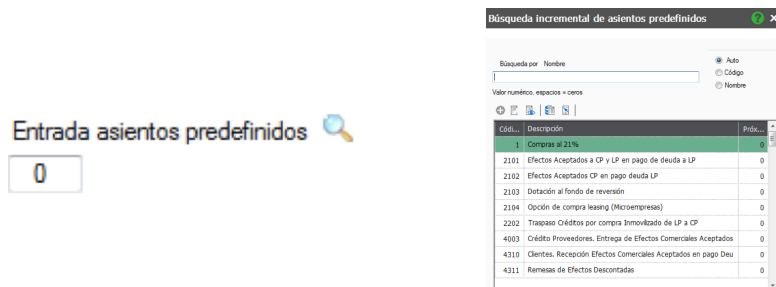 Entrada asientos predefinidos
0
Búsqueda incremental de asientos predefinidos ? X
Búsqueda por Nombre
Auto
Código
Nombre
Valor numérico, espacios = ceros
Códi... Descripción Próx...
1 Compras al 21% 0
2101 Efectos Aceptados a CP y LP en pago de deuda a LP 0
2102 Efectos Aceptados CP en pago deuda LP 0
2103 Dotación al fondo de reversión 0
2104 Opción de compra leasing (Microempresas) 0
2202 Traspaso Créditos por compra Inmovilizado de LP a CP 0
4003 Crédito Proveedores. Entrega de Efectos Comerciales Aceptados 0
4310 Clientes. Recepción Efectos Comerciales Aceptados en pago Deu 0
4311 Remesas de Efectos Descontadas 0